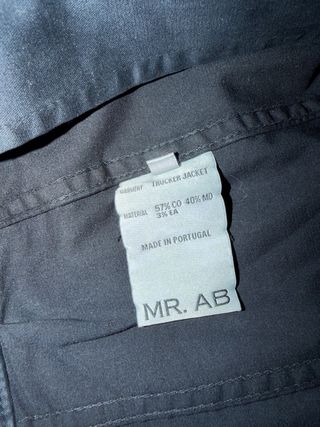 GARMENT TRUCKER JACKET
MATERIAL 57% CO 40% MD
3% EA
MADE IN PORTUGAL
MR. AB